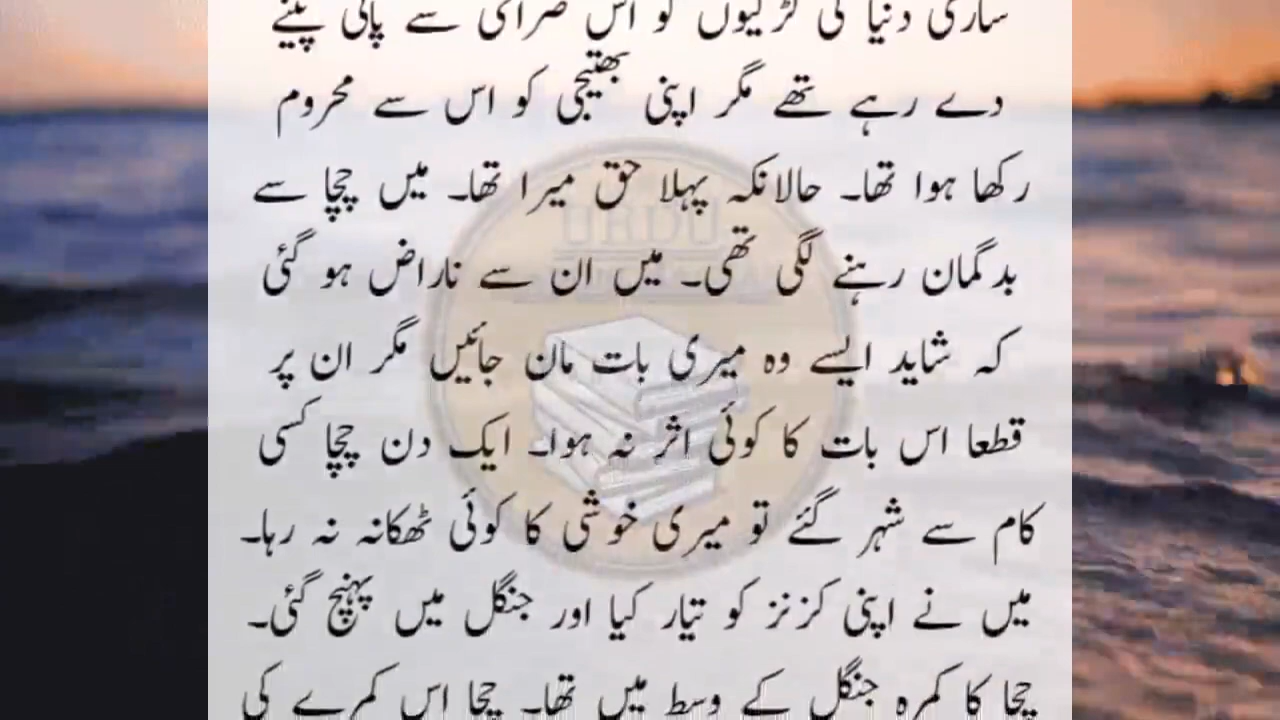 ساری دنیا کی لڑکیوں کو اس صراحی سے پانی پینے
دے رہے تھے مگر اپنی بھتیجی کو اس سے محروم
رکھا ہوا تھا۔ حالانکہ پہلا حق میرا تھا۔ میں چچا سے
بدگمان رہنے لگی تھی۔ میں ان سے ناراض ہو گئی
کہ شاید ایسے وہ میری بات مان جائیں مگر ان پر
قطعا اس بات کا کوئی اثر نہ ہوا۔ ایک دن چچا کسی
کام سے شہر گئے تو میری خوشی کا کوئی ٹھکانہ نہ رہا۔
میں نے اپنی کزنز کو تیار کیا اور جنگل میں پہنچ گئی۔
چچا کا کمرہ جنگل کے وسط میں تھا۔ چچا اس کمرے کی
URDU